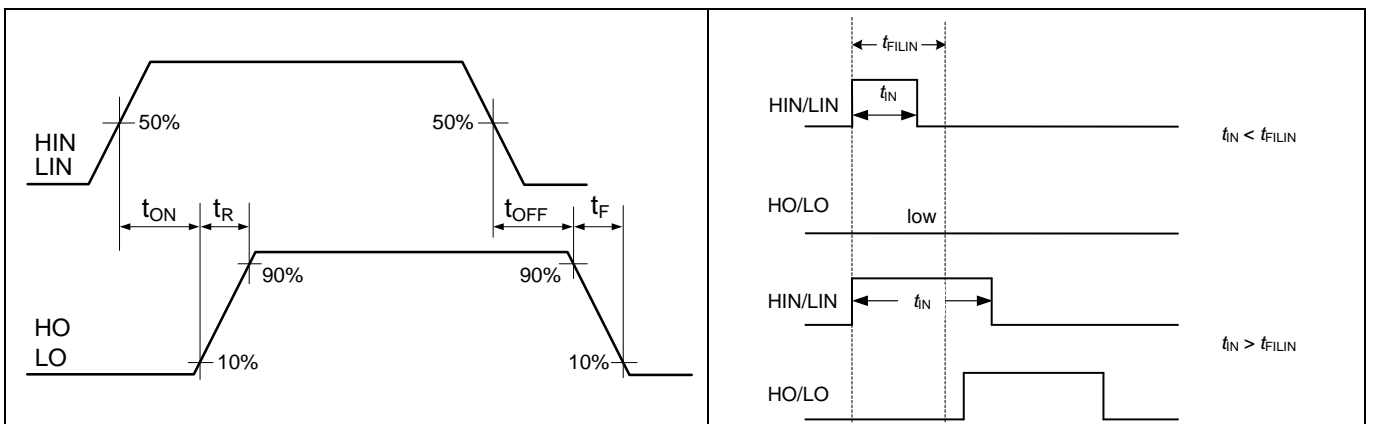 50%
50%
HIN
LIN
tON
tR
tOFF
tF
90%
90%
HO
LO
10%
10%
tFILIN
HIN/LIN
tIN
tIN < tFILIN
HO/LO
low
HIN/LIN
tIN
tIN > tFILIN
HO/LO